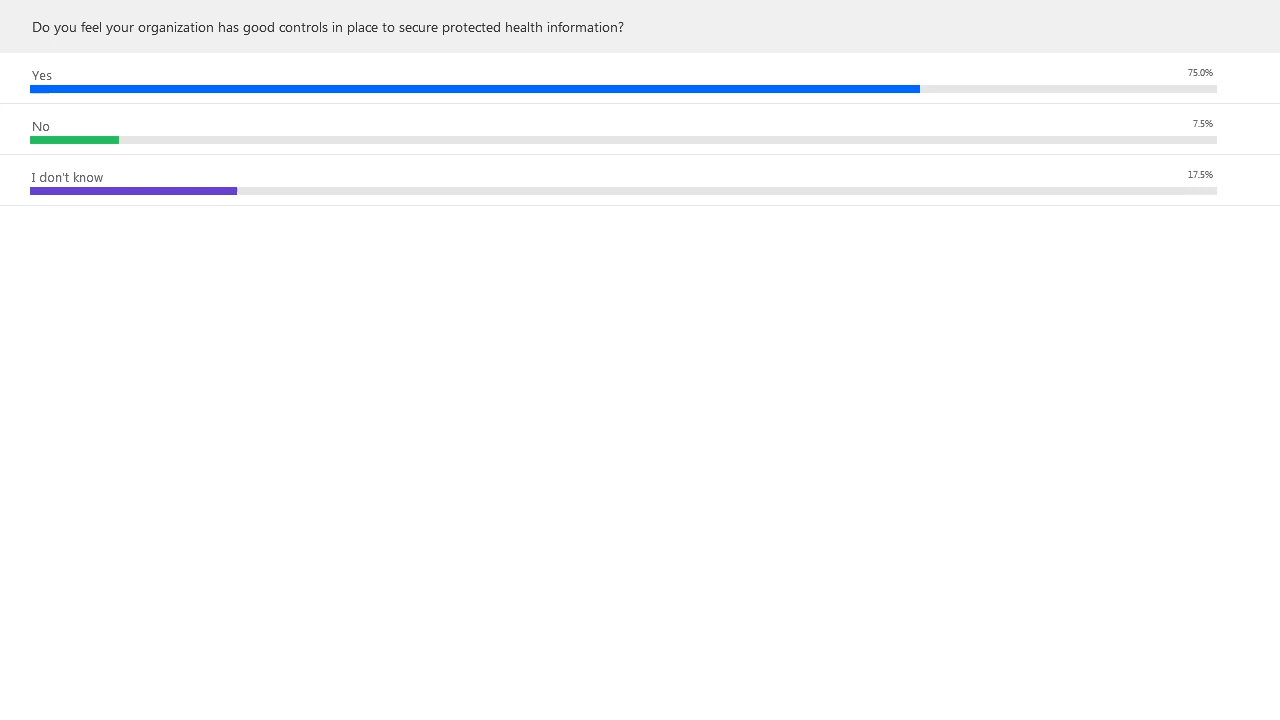 Do you feel your organization has good controls in place to secure protected health information?
Yes
75.0%
No
7.5%
I don't know
17.5%